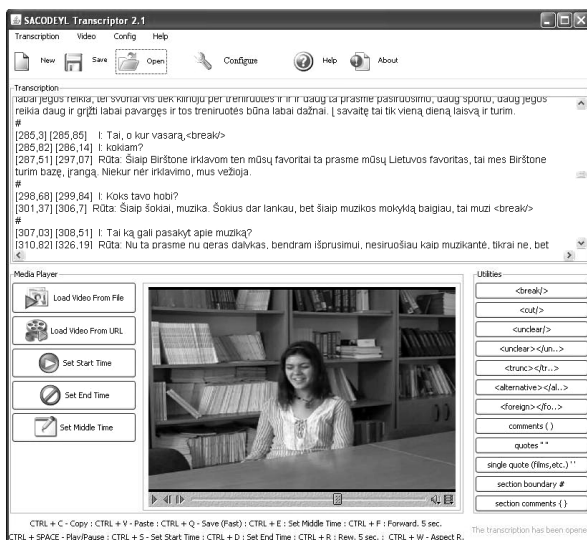 SACODEYL Transcriptor 2.1
Transcription Video Config Help
New Save Open Configure Help About
Transcription
labai jėgos reikia, tei svoriai vis tiek kilnoju per treniruotes ir ir ir daug ta prasme pasiruošimo, daug sporto, daug jėgos
reikia daug ir grįžti labai pavargęs ir tos treniruotės būna labai dažnai. Į savaitę tai tik vieną dieną laisvą ir turim.
#
[285,3] [285,85] I: Tai, o kur vasarą,<break/>
[285,82] [286,14] I: kokiam?
[287,51] [297,07] Rūta: Šiaip Birštone irklavom ten mūsų favoritai ta prasme mūsų Lietuvos favoritas, tai mes Birštone
turim bazę, įrangą. Niekur nėr irklavimo, mus vežioja.
#
[298,68] [299,84] I: Koks tavo hobi?
[301,37] [306,7] Rūta: Šiaip šokiai, muzika. Šokius dar lankau, bet šiaip muzikos mokyklą baigiau, tai muzi <break/>
#
[307,03] [308,51] I: Tai ką gali pasakyt apie muziką?
[310,82] [326,19] Rūta: Nu ta prasme nu geras dalykas, bendram išprusimui, nesiruošiau kaip muzikantė, tikrai ne, bet
Media Player
Load Video From File
Load Video From URL
Set Start Time
Set End Time
Set Middle Time
Utilities
<break/>
<cut/>
<unclear/>
<unclear></un..>
<trunc></tr..>
<alternative></al..>
<foreign></fo..>
comments ( )
quotes " "
single quote (films,etc.) ' '
section boundary #
section comments { }
CTRL + C - Copy : CTRL + V - Paste : CTRL + Q - Save (Fast) : CTRL + E : Set Middle Time : CTRL + F : Forward. 5 sec.
CTRL + SPACE - Play/Pause : CTRL + S - Set Start Time : CTRL + D : Set End Time : CTRL + R : Rew. 5 sec. : CTRL + W - Aspect R.
The transcription has been opene